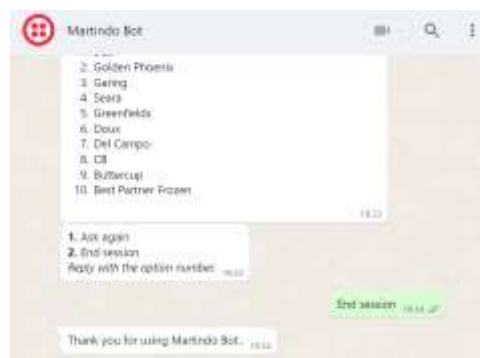 Martindo Bot
2. Golden Phoenix
3. Garing
4. Seara
5. Greenfields
6. Doux
7. Del Campo
8. CB
9. Buttercup
10. Best Partner Frozen
1. Ask again
2. End session
Reply with the option number.
End session
Thank you for using Martindo Bot.